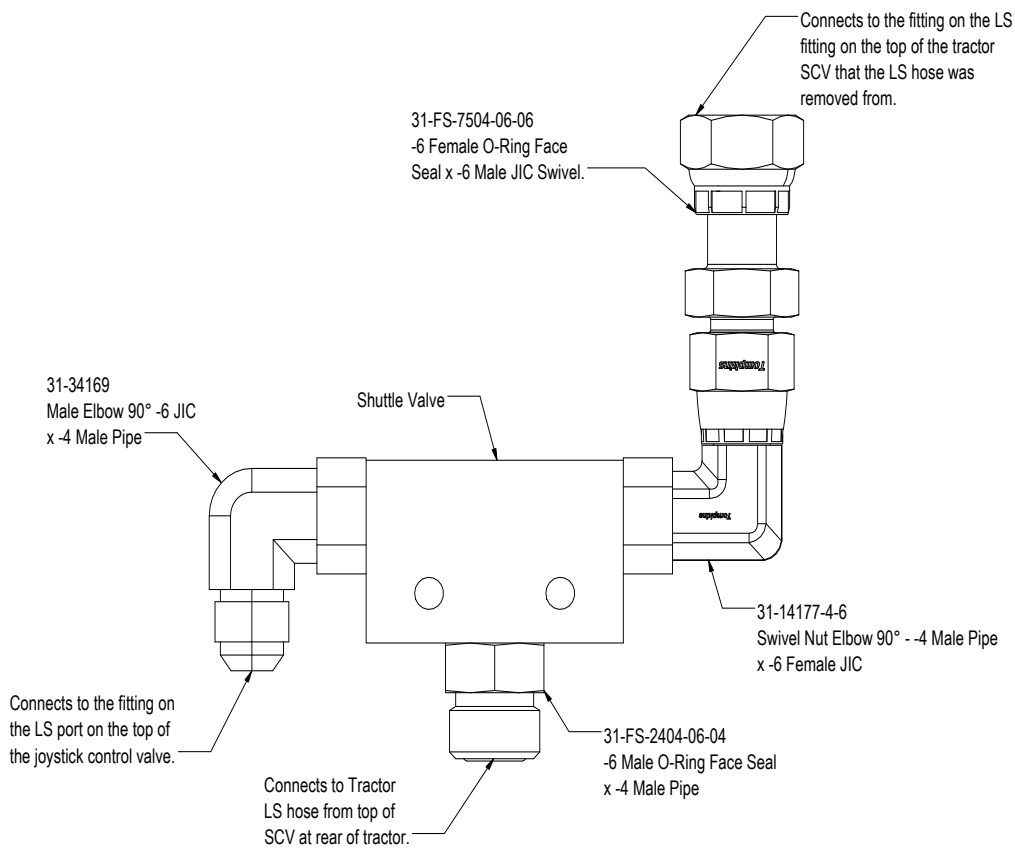 Connects to the fitting on the LS
fitting on the top of the tractor
SCV that the LS hose was
removed from.
31-FS-7504-06-06
-6 Female O-Ring Face
Seal x -6 Male JIC Swivel.
Tompkins
31-34169
Male Elbow 90° -6 JIC
x -4 Male Pipe
Shuttle Valve
Tompkins
31-14177-4-6
Swivel Nut Elbow 90° - -4 Male Pipe
x -6 Female JIC
Connects to the fitting on
the LS port on the top of
the joystick control valve.
31-FS-2404-06-04
-6 Male O-Ring Face Seal
x -4 Male Pipe
Connects to Tractor
LS hose from top of
SCV at rear of tractor.